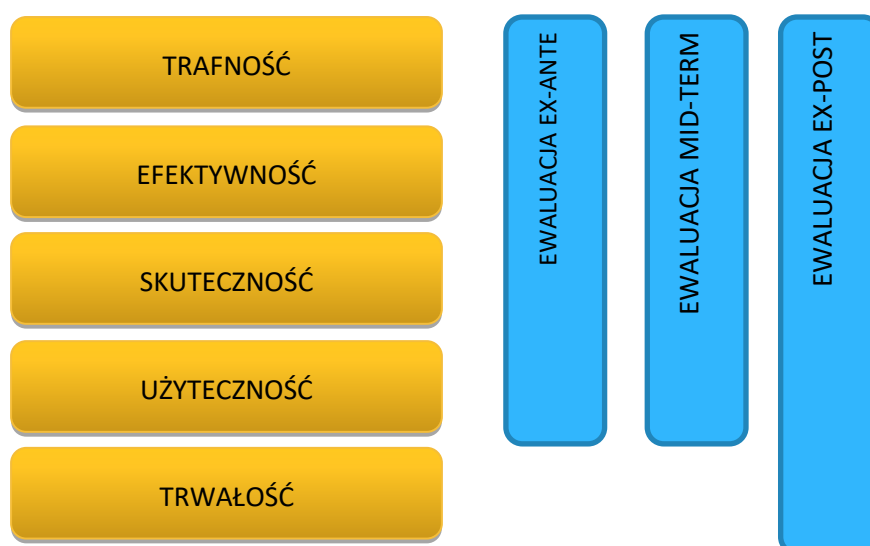 TRAFNOŚĆ
EFEKTYWNOŚĆ
SKUTECZNOŚĆ
UŻYTECZNOŚĆ
TRWAŁOŚĆ
EWALUACJA EX-ANTE
EWALUACJA MID-TERM
EWALUACJA EX-POST